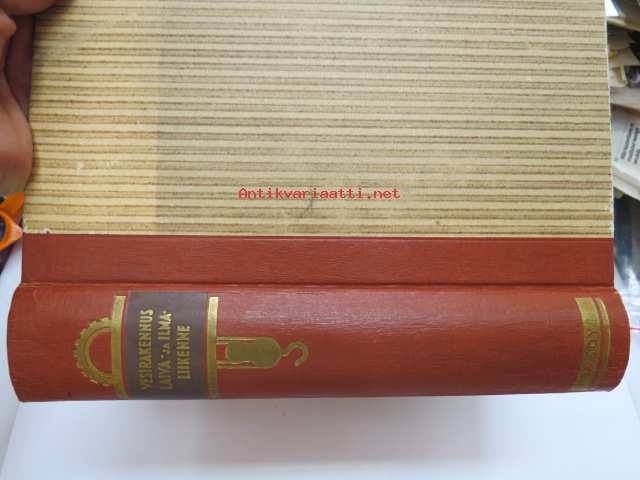 Antikvariaatti.net
VESIRAKENNUS
LAIVA- JA ILMA-
LIIKENNE